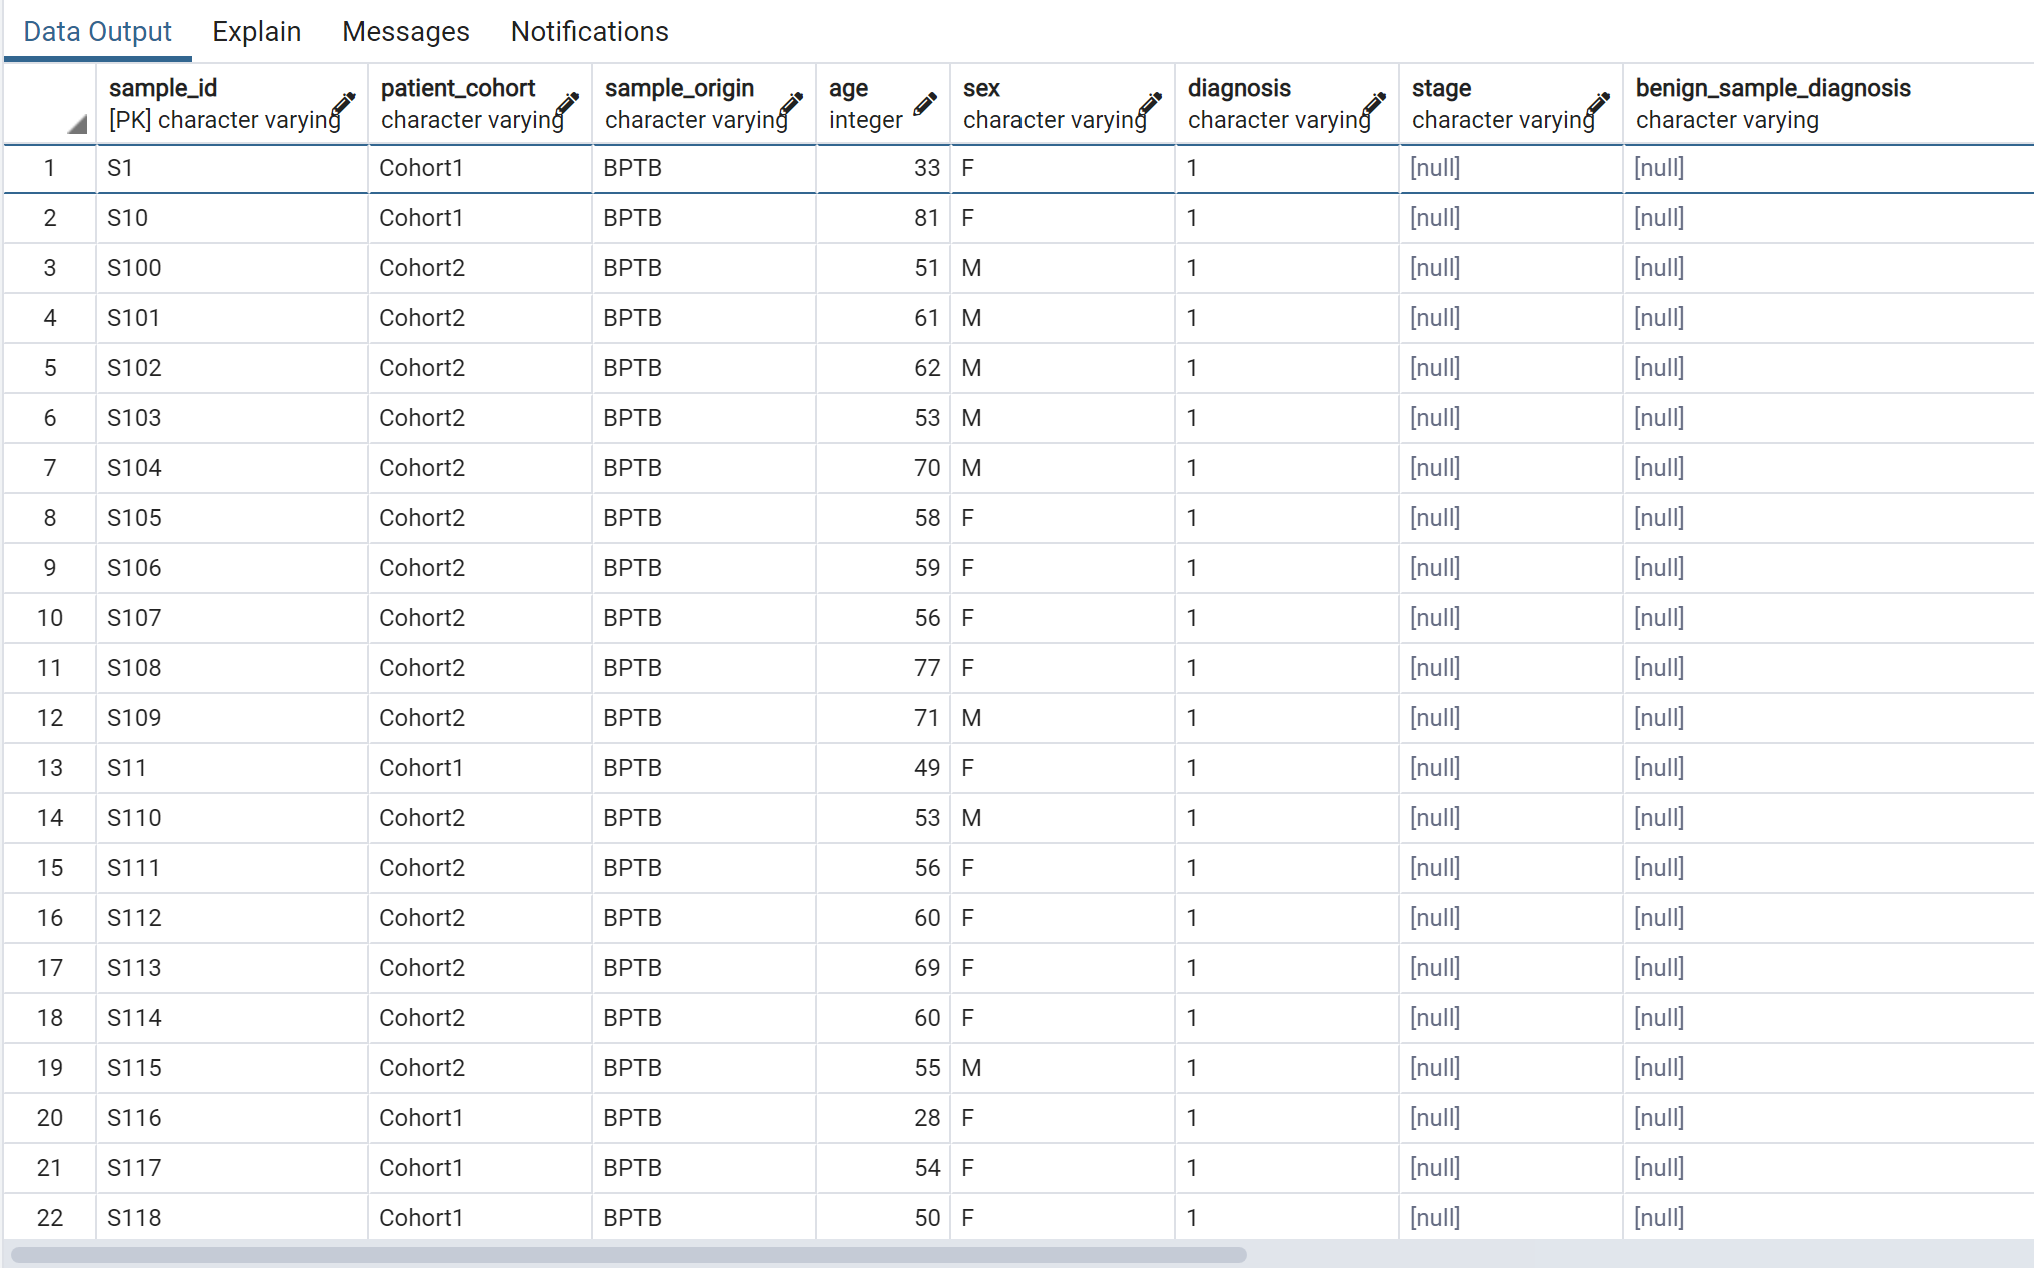 Data Output Explain Messages Notifications
sample_id patient_cohort sample_origin age sex diagnosis stage benign_sample_diagnosis
[PK] character varying character varying character varying integer character varying character varying character varying character varying
1 S1 Cohort1 BPTB 33 F 1 [null] [null]
2 S10 Cohort1 BPTB 81 F 1 [null] [null]
3 S100 Cohort2 BPTB 51 M 1 [null] [null]
4 S101 Cohort2 BPTB 61 M 1 [null] [null]
5 S102 Cohort2 BPTB 62 M 1 [null] [null]
6 S103 Cohort2 BPTB 53 M 1 [null] [null]
7 S104 Cohort2 BPTB 70 M 1 [null] [null]
8 S105 Cohort2 BPTB 58 F 1 [null] [null]
9 S106 Cohort2 BPTB 59 F 1 [null] [null]
10 S107 Cohort2 BPTB 56 F 1 [null] [null]
11 S108 Cohort2 BPTB 77 F 1 [null] [null]
12 S109 Cohort2 BPTB 71 M 1 [null] [null]
13 S11 Cohort1 BPTB 49 F 1 [null] [null]
14 S110 Cohort2 BPTB 53 M 1 [null] [null]
15 S111 Cohort2 BPTB 56 F 1 [null] [null]
16 S112 Cohort2 BPTB 60 F 1 [null] [null]
17 S113 Cohort2 BPTB 69 F 1 [null] [null]
18 S114 Cohort2 BPTB 60 F 1 [null] [null]
19 S115 Cohort2 BPTB 55 M 1 [null] [null]
20 S116 Cohort1 BPTB 28 F 1 [null] [null]
21 S117 Cohort1 BPTB 54 F 1 [null] [null]
22 S118 Cohort1 BPTB 50 F 1 [null] [null]